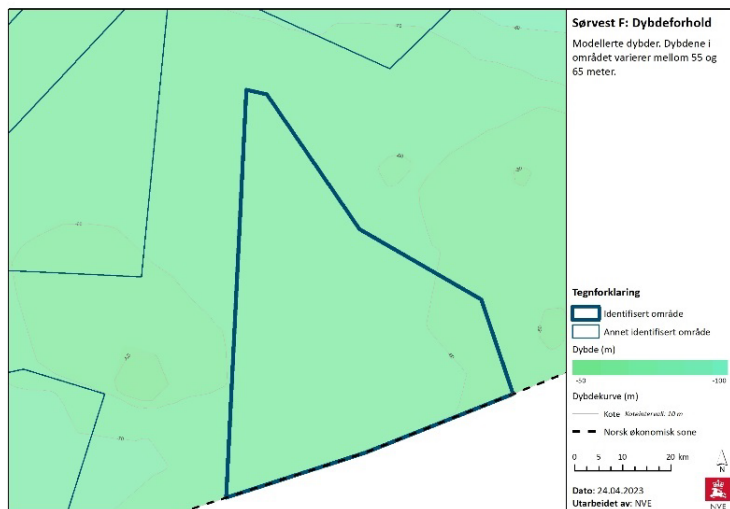 Sørvest F: Dybdeforhold
Modellerte dybder. Dybdene i
området varierer mellom 55 og
65 meter.
Tegnforklaring
Identifisert område
Annet identifisert område
Dybde (m)
-50 -100
Dybdekurve (m)
Kote Koteintervall: 10 m
Norsk økonomisk sone
0 5 10 20 km
N
Dato: 24.04.2023
Utarbeidet av: NVE
NVE